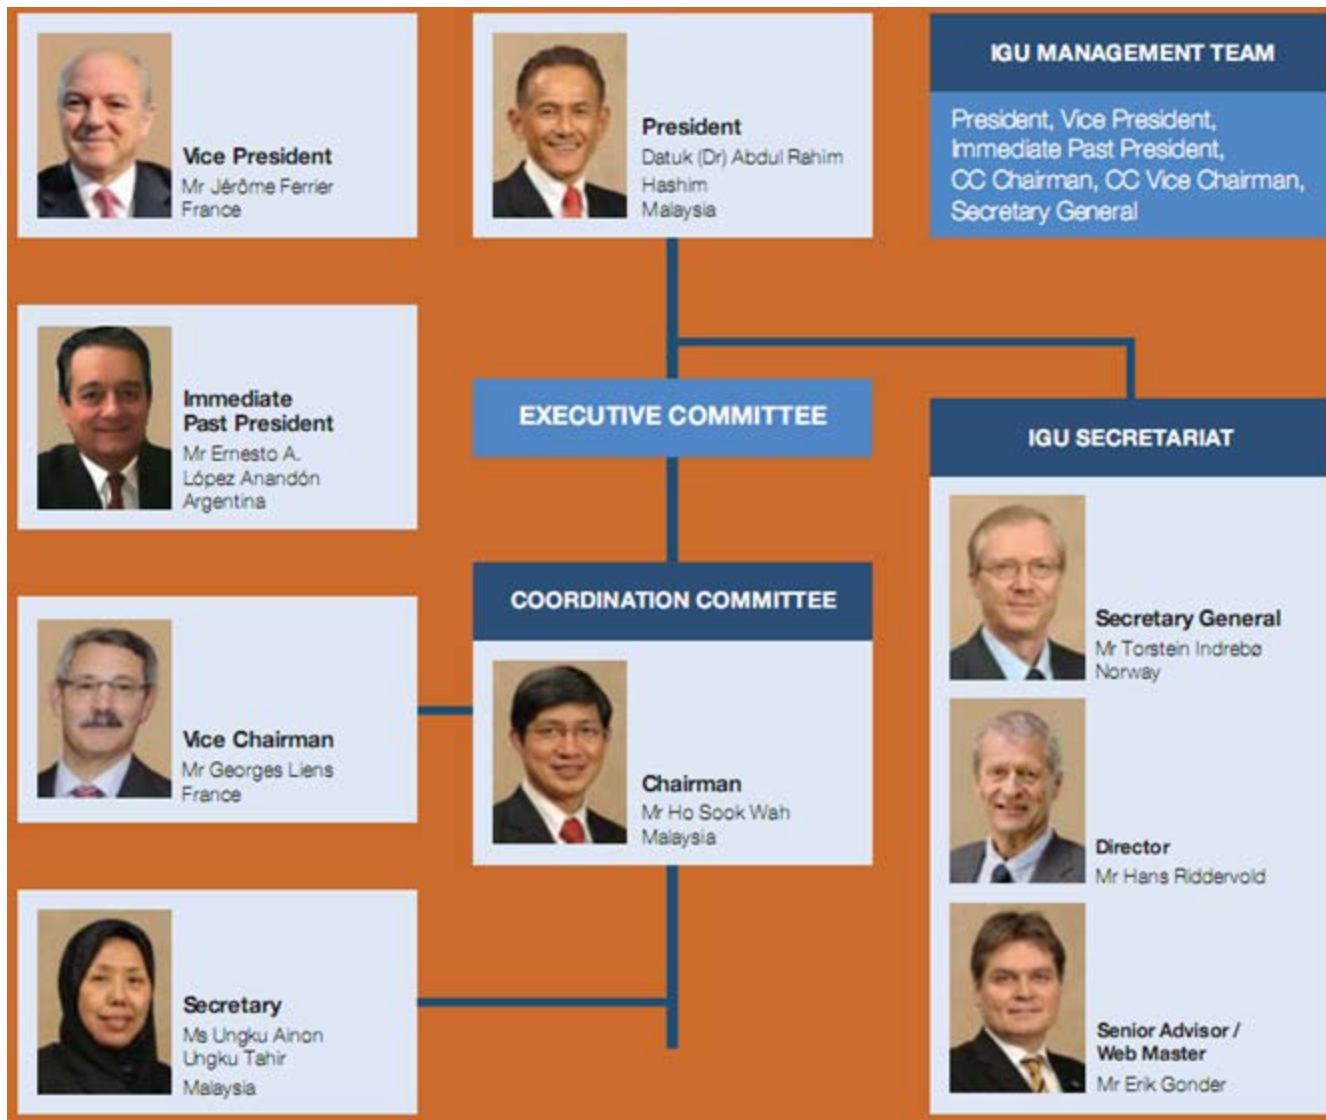 Vice President
Mr Jérôme Ferrier
France
President
Datuk (Dr) Abdul Rahim
Hashim
Malaysia
IGU MANAGEMENT TEAM
President, Vice President,
Immediate Past President,
CC Chairman, CC Vice Chairman,
Secretary General
Immediate
Past President
Mr Ernesto A.
López Anandón
Argentina
EXECUTIVE COMMITTEE
IGU SECRETARIAT
Secretary General
Mr Torstein Indrebø
Norway
Director
Mr Hans Riddervold
Senior Advisor /
Web Master
Mr Erik Gonder
COORDINATION COMMITTEE
Chairman
Mr Ho Sook Wah
Malaysia
Vice Chairman
Mr Georges Liens
France
Secretary
Ms Ungku Ainon
Ungku Tahir
Malaysia